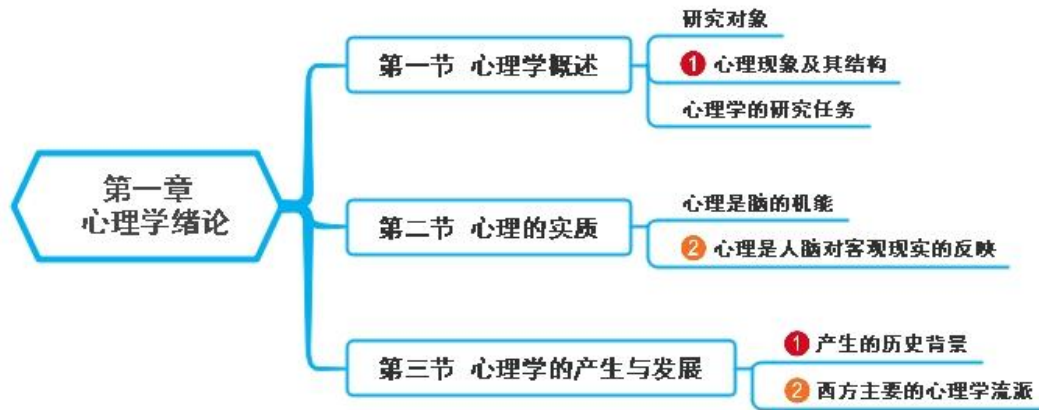 第一章
心理学绪论
第一节 心理学概述
研究对象
1 心理现象及其结构
心理学的研究任务
第二节 心理的实质
心理是脑的机能
2 心理是人脑对客观现实的反映
第三节 心理学的产生与发展
1 产生的历史背景
2 西方主要的心理学流派